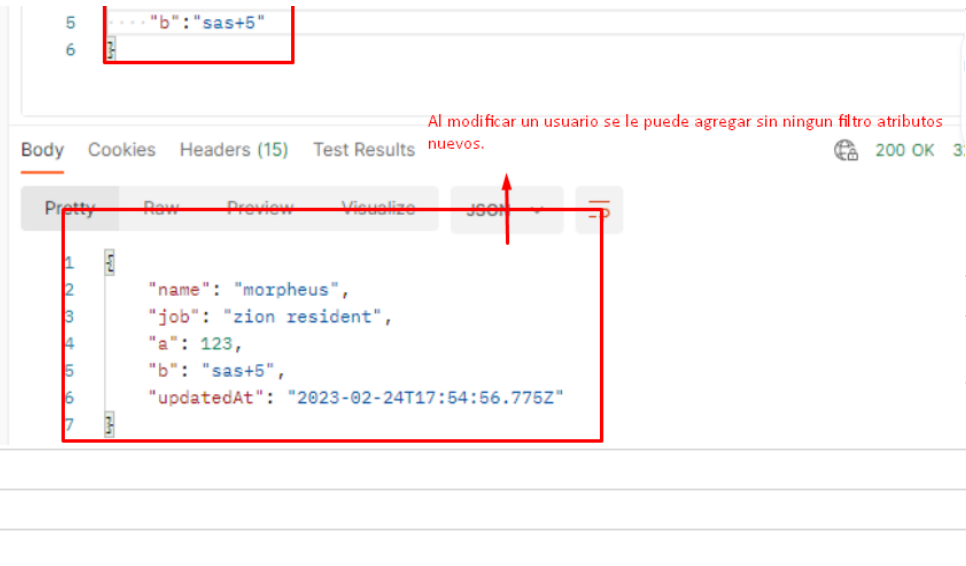 5 ····"b":"sas+5"
6 }
Al modificar un usuario se le puede agregar sin ningun filtro atributos
nuevos.
Body Cookies Headers (15) Test Results 200 OK
Pretty Raw Preview Visualize JSON
1 {
2 "name": "morpheus",
3 "job": "zion resident",
4 "a": 123,
5 "b": "sas+5",
6 "updatedAt": "2023-02-24T17:54:56.775Z"
7 }